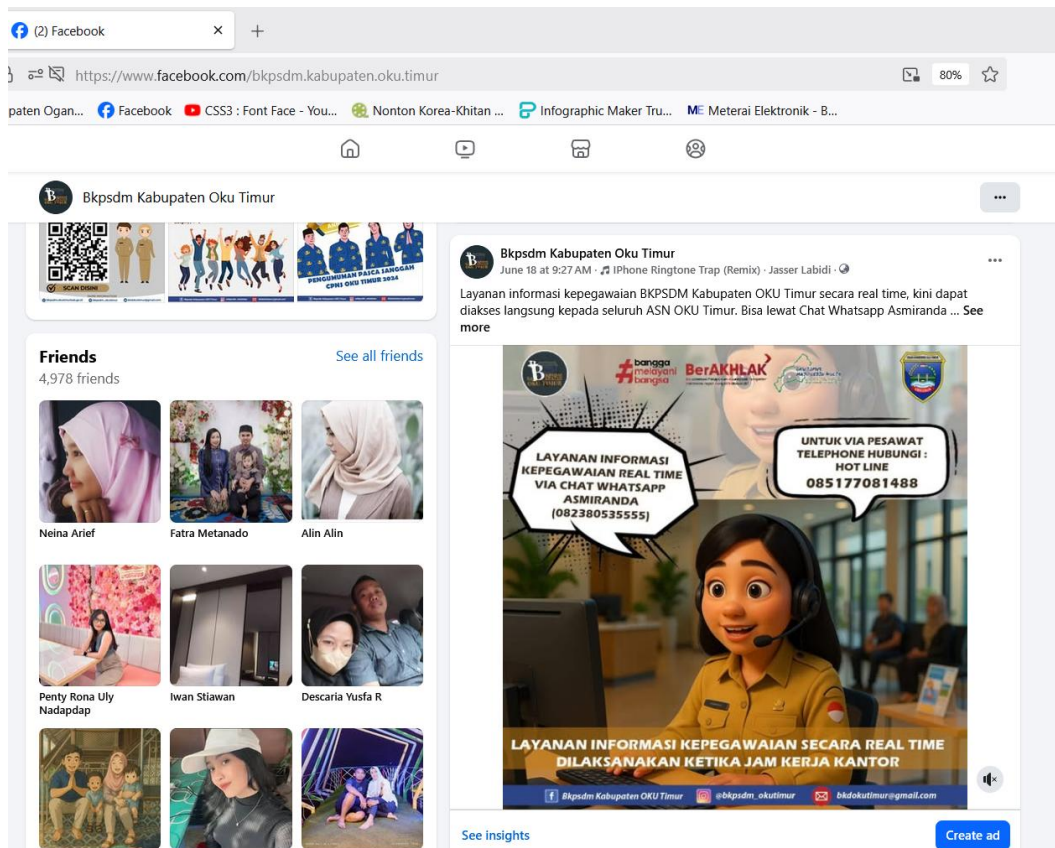 (2) Facebook
https://www.facebook.com/bkpsdm.kabupaten.oku.timur
80%
paten Ogan...
Facebook
CSS3 : Font Face - You...
Nonton Korea-Khitan ...
Infographic Maker Tru...
ME Meterai Elektronik - B...
Bkpsdm Kabupaten Oku Timur
SCAN DISINI
PENGUMUMAN PASCA SANGGAH
CPNS OKU TIMUR 2024
Friends
See all friends
4,978 friends
Neina Arief
Fatra Metanado
Alin Alin
Penty Rona Uly
Nadapdap
Iwan Stiawan
Descaria Yusfa R
Bkpsdm Kabupaten Oku Timur
June 18 at 9:27 AM · IPhone Ringtone Trap (Remix) · Jasser Labidi ·
Layanan informasi kepegawaian BKPSDM Kabupaten OKU Timur secara real time, kini dapat
diakses langsung kepada seluruh ASN OKU Timur. Bisa lewat Chat Whatsapp Asmiranda ... See
more
#bangga
melayani
bangsa
BerAKHLAK
LAYANAN INFORMASI
KEPEGAWAIAN REAL TIME
VIA CHAT WHATSAPP
ASMIRANDA
(082380535555)
UNTUK VIA PESAWAT
TELEPHONE HUBUNGI :
HOT LINE
085177081488
LAYANAN INFORMASI KEPEGAWAIAN SECARA REAL TIME
DILAKSANAKAN KETIKA JAM KERJA KANTOR
Bkpsdm Kabupaten OKU Timur
@bkpsdm_okutimur
bkdokutimur@gmail.com
See insights
Create ad